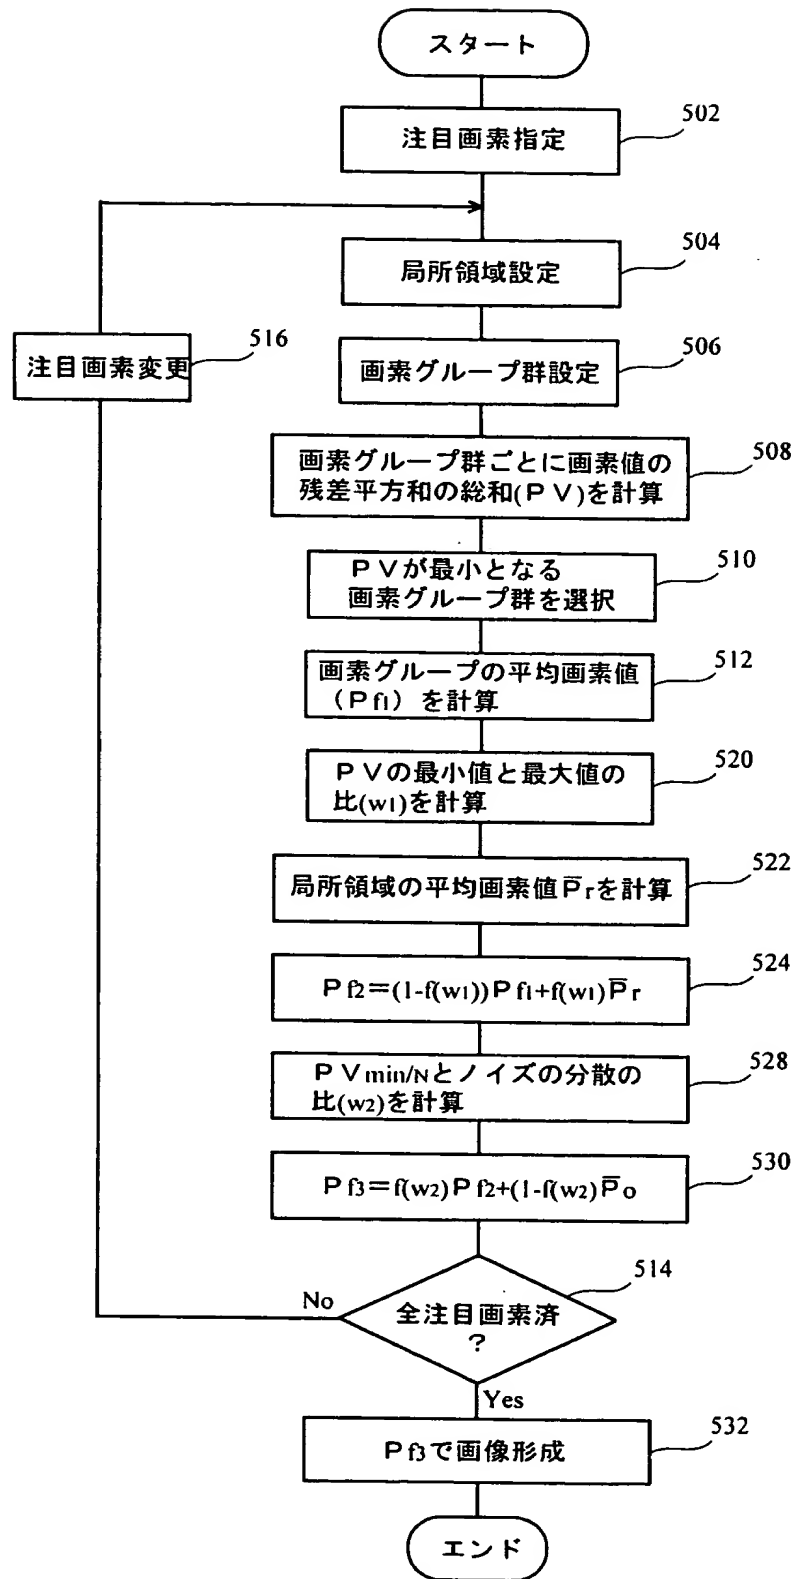 スタート
注目画素指定
502
局所領域設定
504
注目画素変更
516
画素グループ群設定
506
画素グループ群ごとに画素値の
残差平方和の総和(PV)を計算
508
PVが最小となる
画素グループ群を選択
510
画素グループの平均画素値
(Pf1)を計算
512
PVの最小値と最大値の
比(w1)を計算
520
局所領域の平均画素値P̅rを計算
522
Pf2=(1-f(w1))Pf1+f(w1)P̅r
524
PVmin/Nとノイズの分散の
比(w2)を計算
528
Pf3=f(w2)Pf2+(1-f(w2)P̅o
530
全注目画素済
?
514
No
Yes
Pf3で画像形成
532
エンド